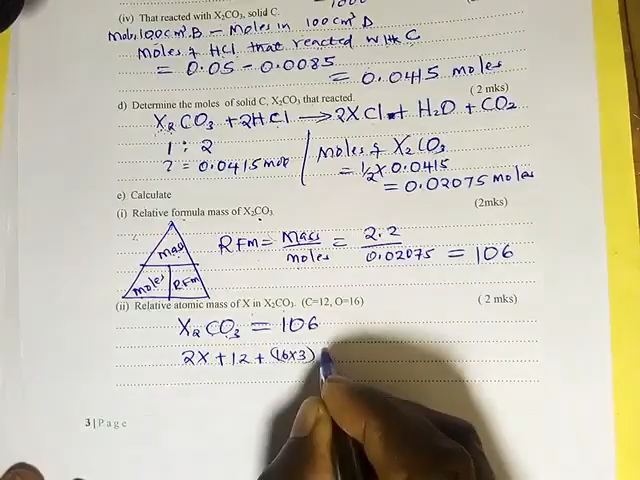 1000
(iv) That reacted with X₂CO₃, solid C.
Mob, 100cm³ B - Moles in 100cm³ D
Moles of HCl that reacted with C
= 0.05 - 0.0085
= 0.0415 moles
(2 mks)
d) Determine the moles of solid C, X₂CO₃ that reacted.
X₂CO₃ + 2HCl → 2XCl + H₂O + CO₂
1 : 2
? = 0.0415 mob
Moles of X₂CO₃
= 1/2 x 0.0415
= 0.02075 moles
e) Calculate
(i) Relative formula mass of X₂CO₃
(2mks)
mass
moles RFM
RFM = mass/moles = 2.2/0.02075 = 106
(ii) Relative atomic mass of X in X₂CO₃. (C=12, O=16) (2 mks)
X₂CO₃ = 106
2X + 12 + (16x3)
3 | Page